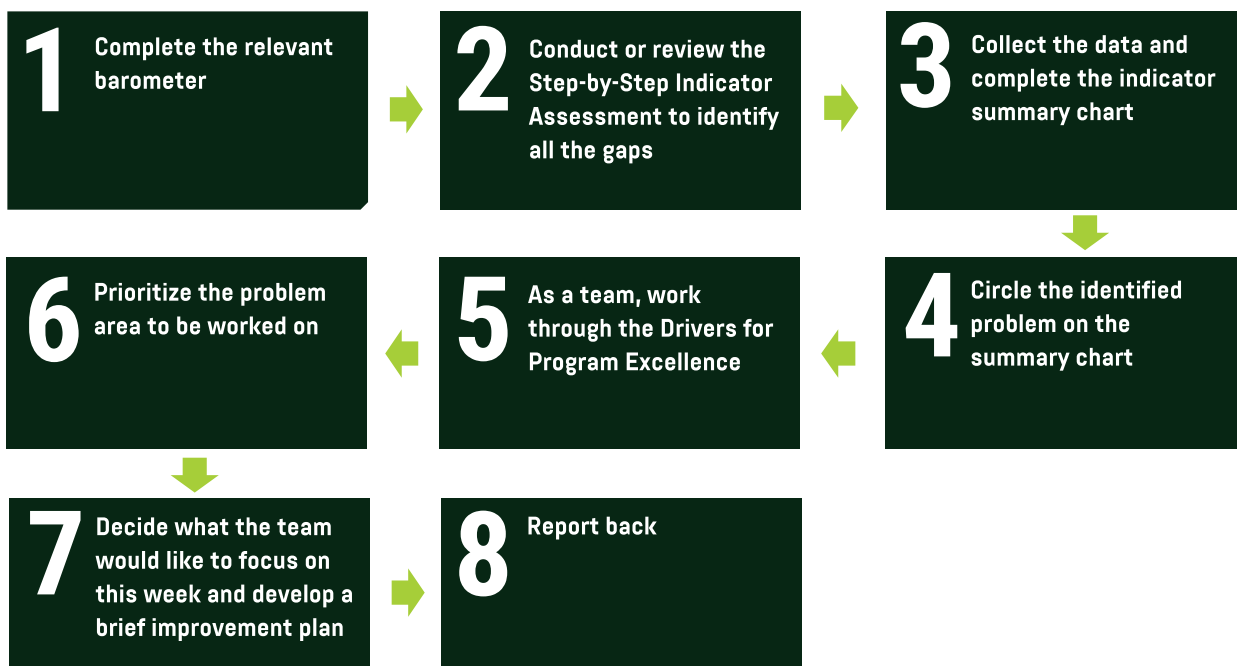 1
Complete the relevant
barometer
2
Conduct or review the
Step-by-Step Indicator
Assessment to identify
all the gaps
3
Collect the data and
complete the indicator
summary chart
4
Circle the identified
problem on the
summary chart
5
As a team, work
through the Drivers for
Program Excellence
6
Prioritize the problem
area to be worked on
7
Decide what the team
would like to focus on
this week and develop a
brief improvement plan
8
Report back